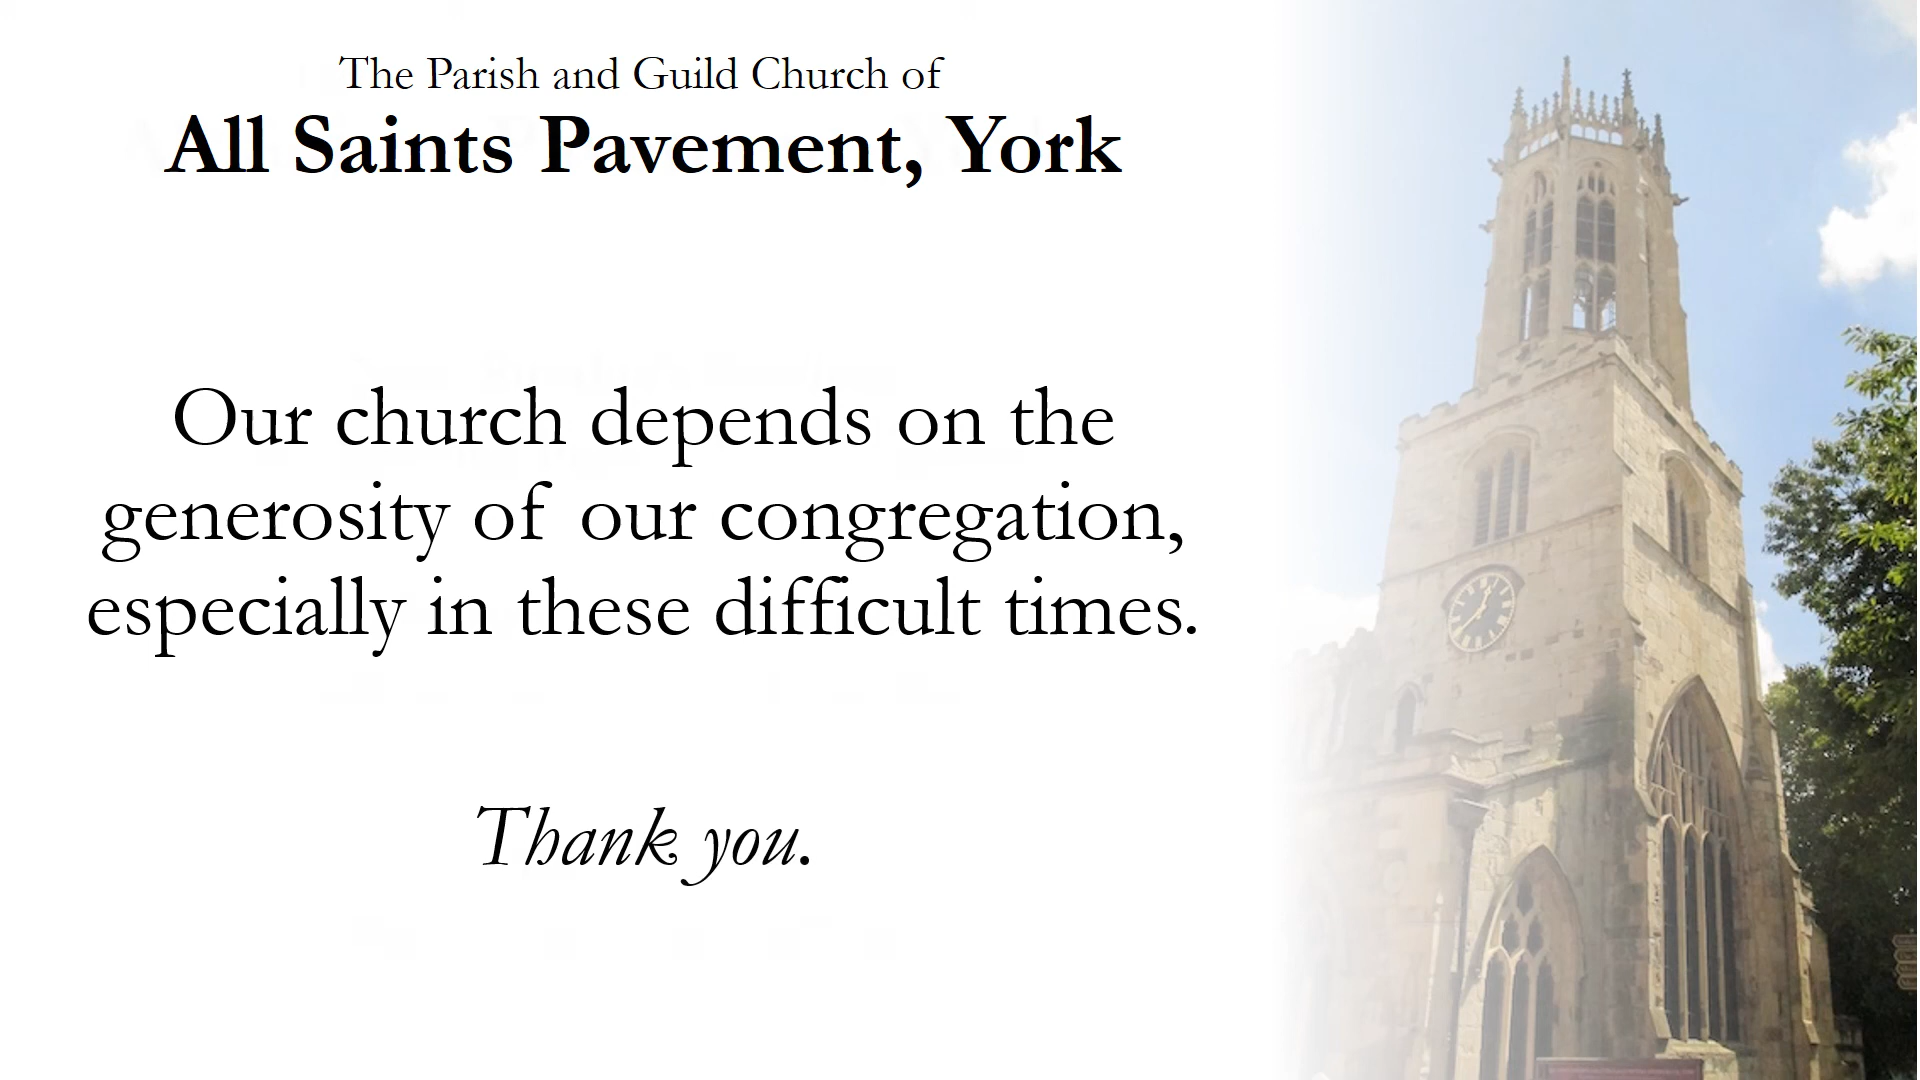 The Parish and Guild Church of
All Saints Pavement, York
Our church depends on the
generosity of our congregation,
especially in these difficult times.
Thank you.